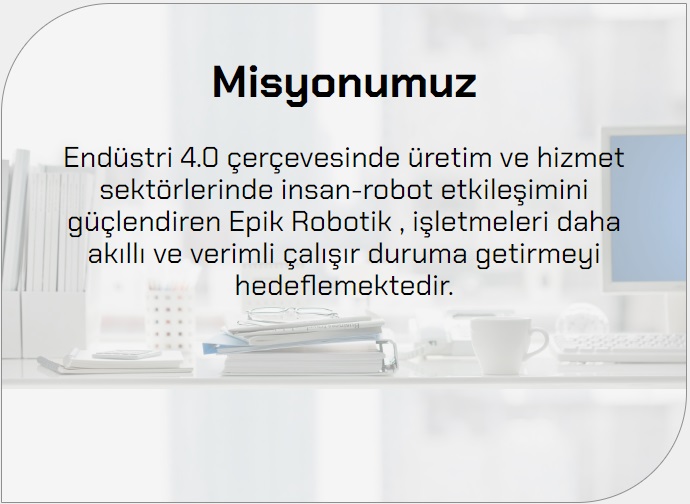 Misyonumuz
Endüstri 4.0 çerçevesinde üretim ve hizmet
sektörlerinde insan-robot etkileşimini
güçlendiren Epik Robotik , işletmeleri daha
akıllı ve verimli çalışır duruma getirmeyi
hedeflemektedir.